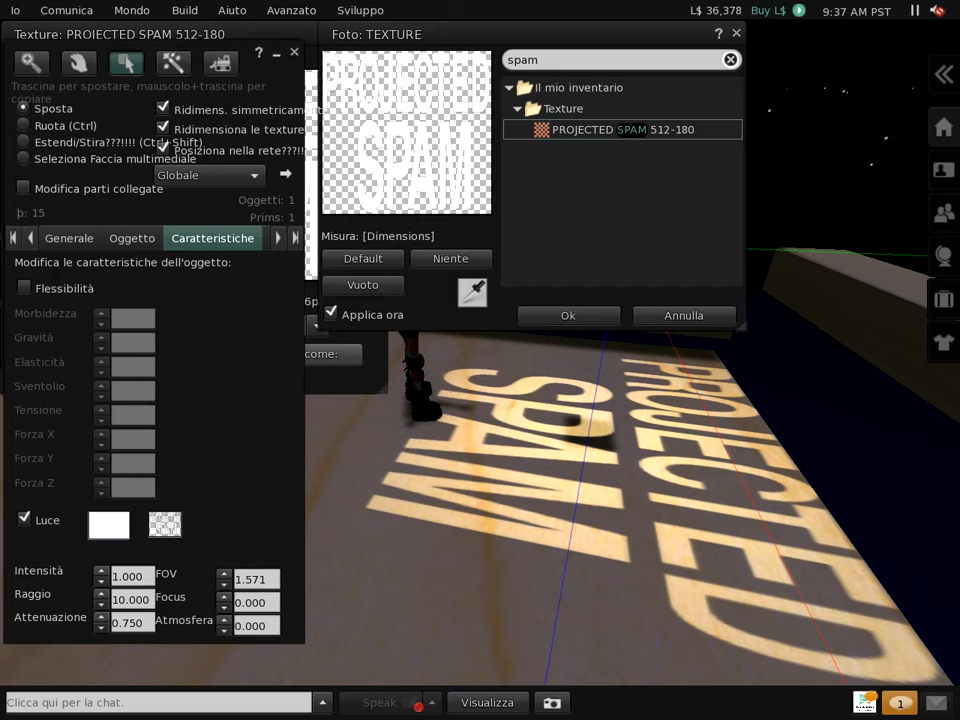 Io Comunica Mondo Build Aiuto Avanzato Sviluppo L$ 36,378 Buy L$ 9:37 AM PST
Texture: PROJECTED SPAM 512-180
Trascina per spostare, maiuscolo+trascina per
copiare
Sposta
Ruota (Ctrl)
Estendi/Stira???!!!! (Ctrl+Shift)
Seleziona Faccia multimediale
Modifica parti collegate
Ridimens. simmetricament
Ridimensiona le texture
Posiziona nella rete???!!
Globale
Oggetti: 1
þ: 15
Prims: 1
Generale Oggetto Caratteristiche
Modifica le caratteristiche dell'oggetto:
Flessibilità
Morbidezza
Gravità
Elasticità
Sventolio
Tensione
Forza X
Forza Y
Forza Z
Luce
Intensità 1.000 FOV 1.571
Raggio 10.000 Focus 0.000
Attenuazione 0.750 Atmosfera 0.000
come:
Foto: TEXTURE
PROJECTED
SPAM
Misura: [Dimensions]
Default Niente
Vuoto
Applica ora
spam
Il mio inventario
Texture
PROJECTED SPAM 512-180
Ok Annulla
PROJECTED
SPAM
Clicca qui per la chat. Speak Visualizza 1